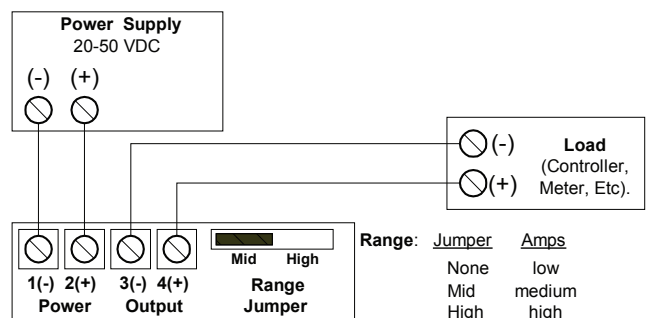 Power Supply
20-50 VDC
(-) (+)
(-)
(+)
Load
(Controller,
Meter, Etc).
Mid High
1(-) 2(+) 3(-) 4(+)
Power Output
Range
Jumper
Range: Jumper Amps
None low
Mid medium
High high